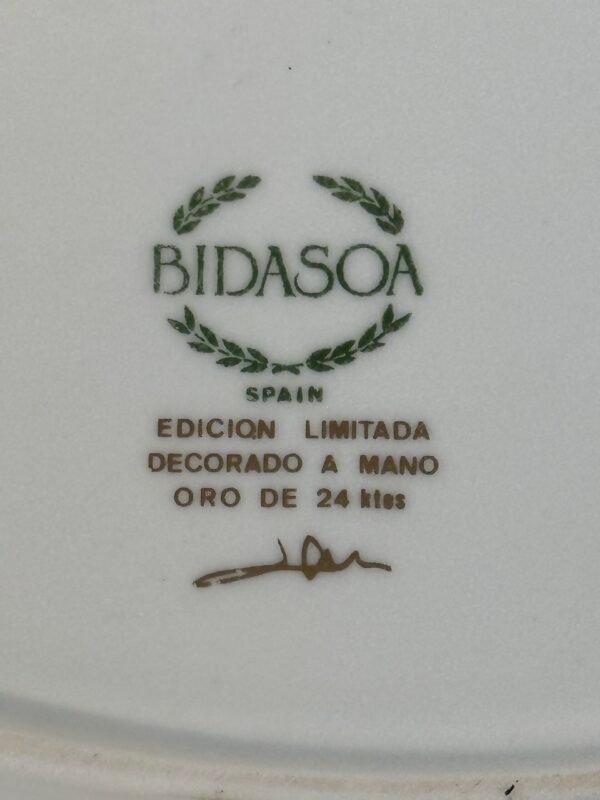 BIDASOA
SPAIN
EDICION LIMITADA
DECORADO A MANO
ORO DE 24 ktes